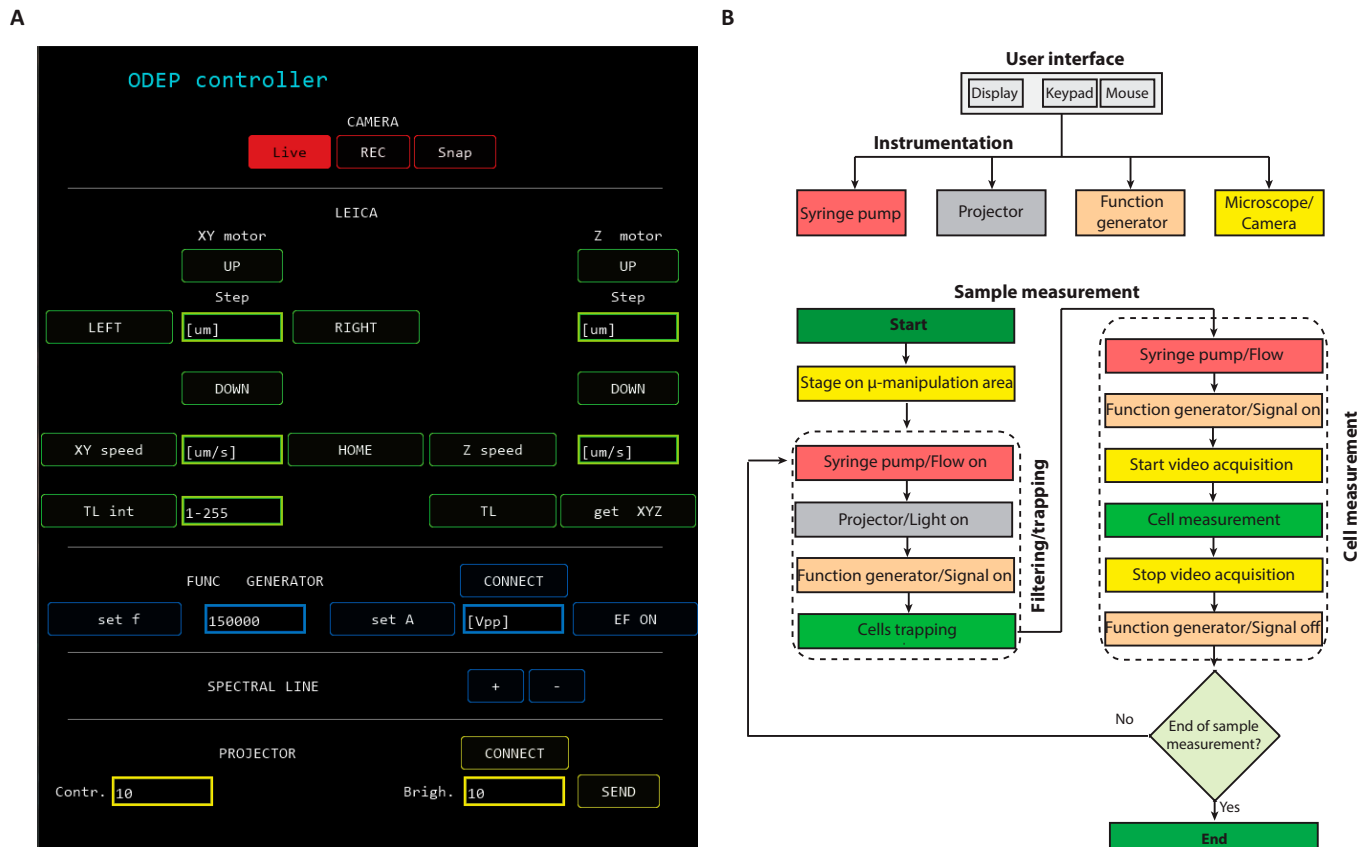 A
ODEP controller
CAMERA
Live REC Snap
LEICA
XY motor Z motor
UP UP
Step Step
LEFT [um] RIGHT [um]
DOWN DOWN
XY speed [um/s] HOME Z speed [um/s]
TL int 1-255 TL get XYZ
FUNC GENERATOR CONNECT
set f 150000 set A [Vpp] EF ON
SPECTRAL LINE + -
PROJECTOR CONNECT
Contr. 10 Brigh. 10 SEND
B
User interface
Display Keypad Mouse
Instrumentation
Syringe pump
Projector
Function
generator
Microscope/
Camera
Sample measurement
Start
Stage on μ-manipulation area
Syringe pump/Flow on
Projector/Light on
Function generator/Signal on
Cells trapping
Filtering/trapping
Syringe pump/Flow
Function generator/Signal on
Start video acquisition
Cell measurement
Stop video acquisition
Function generator/Signal off
Cell measurement
End of sample
measurement?
No
Yes
End